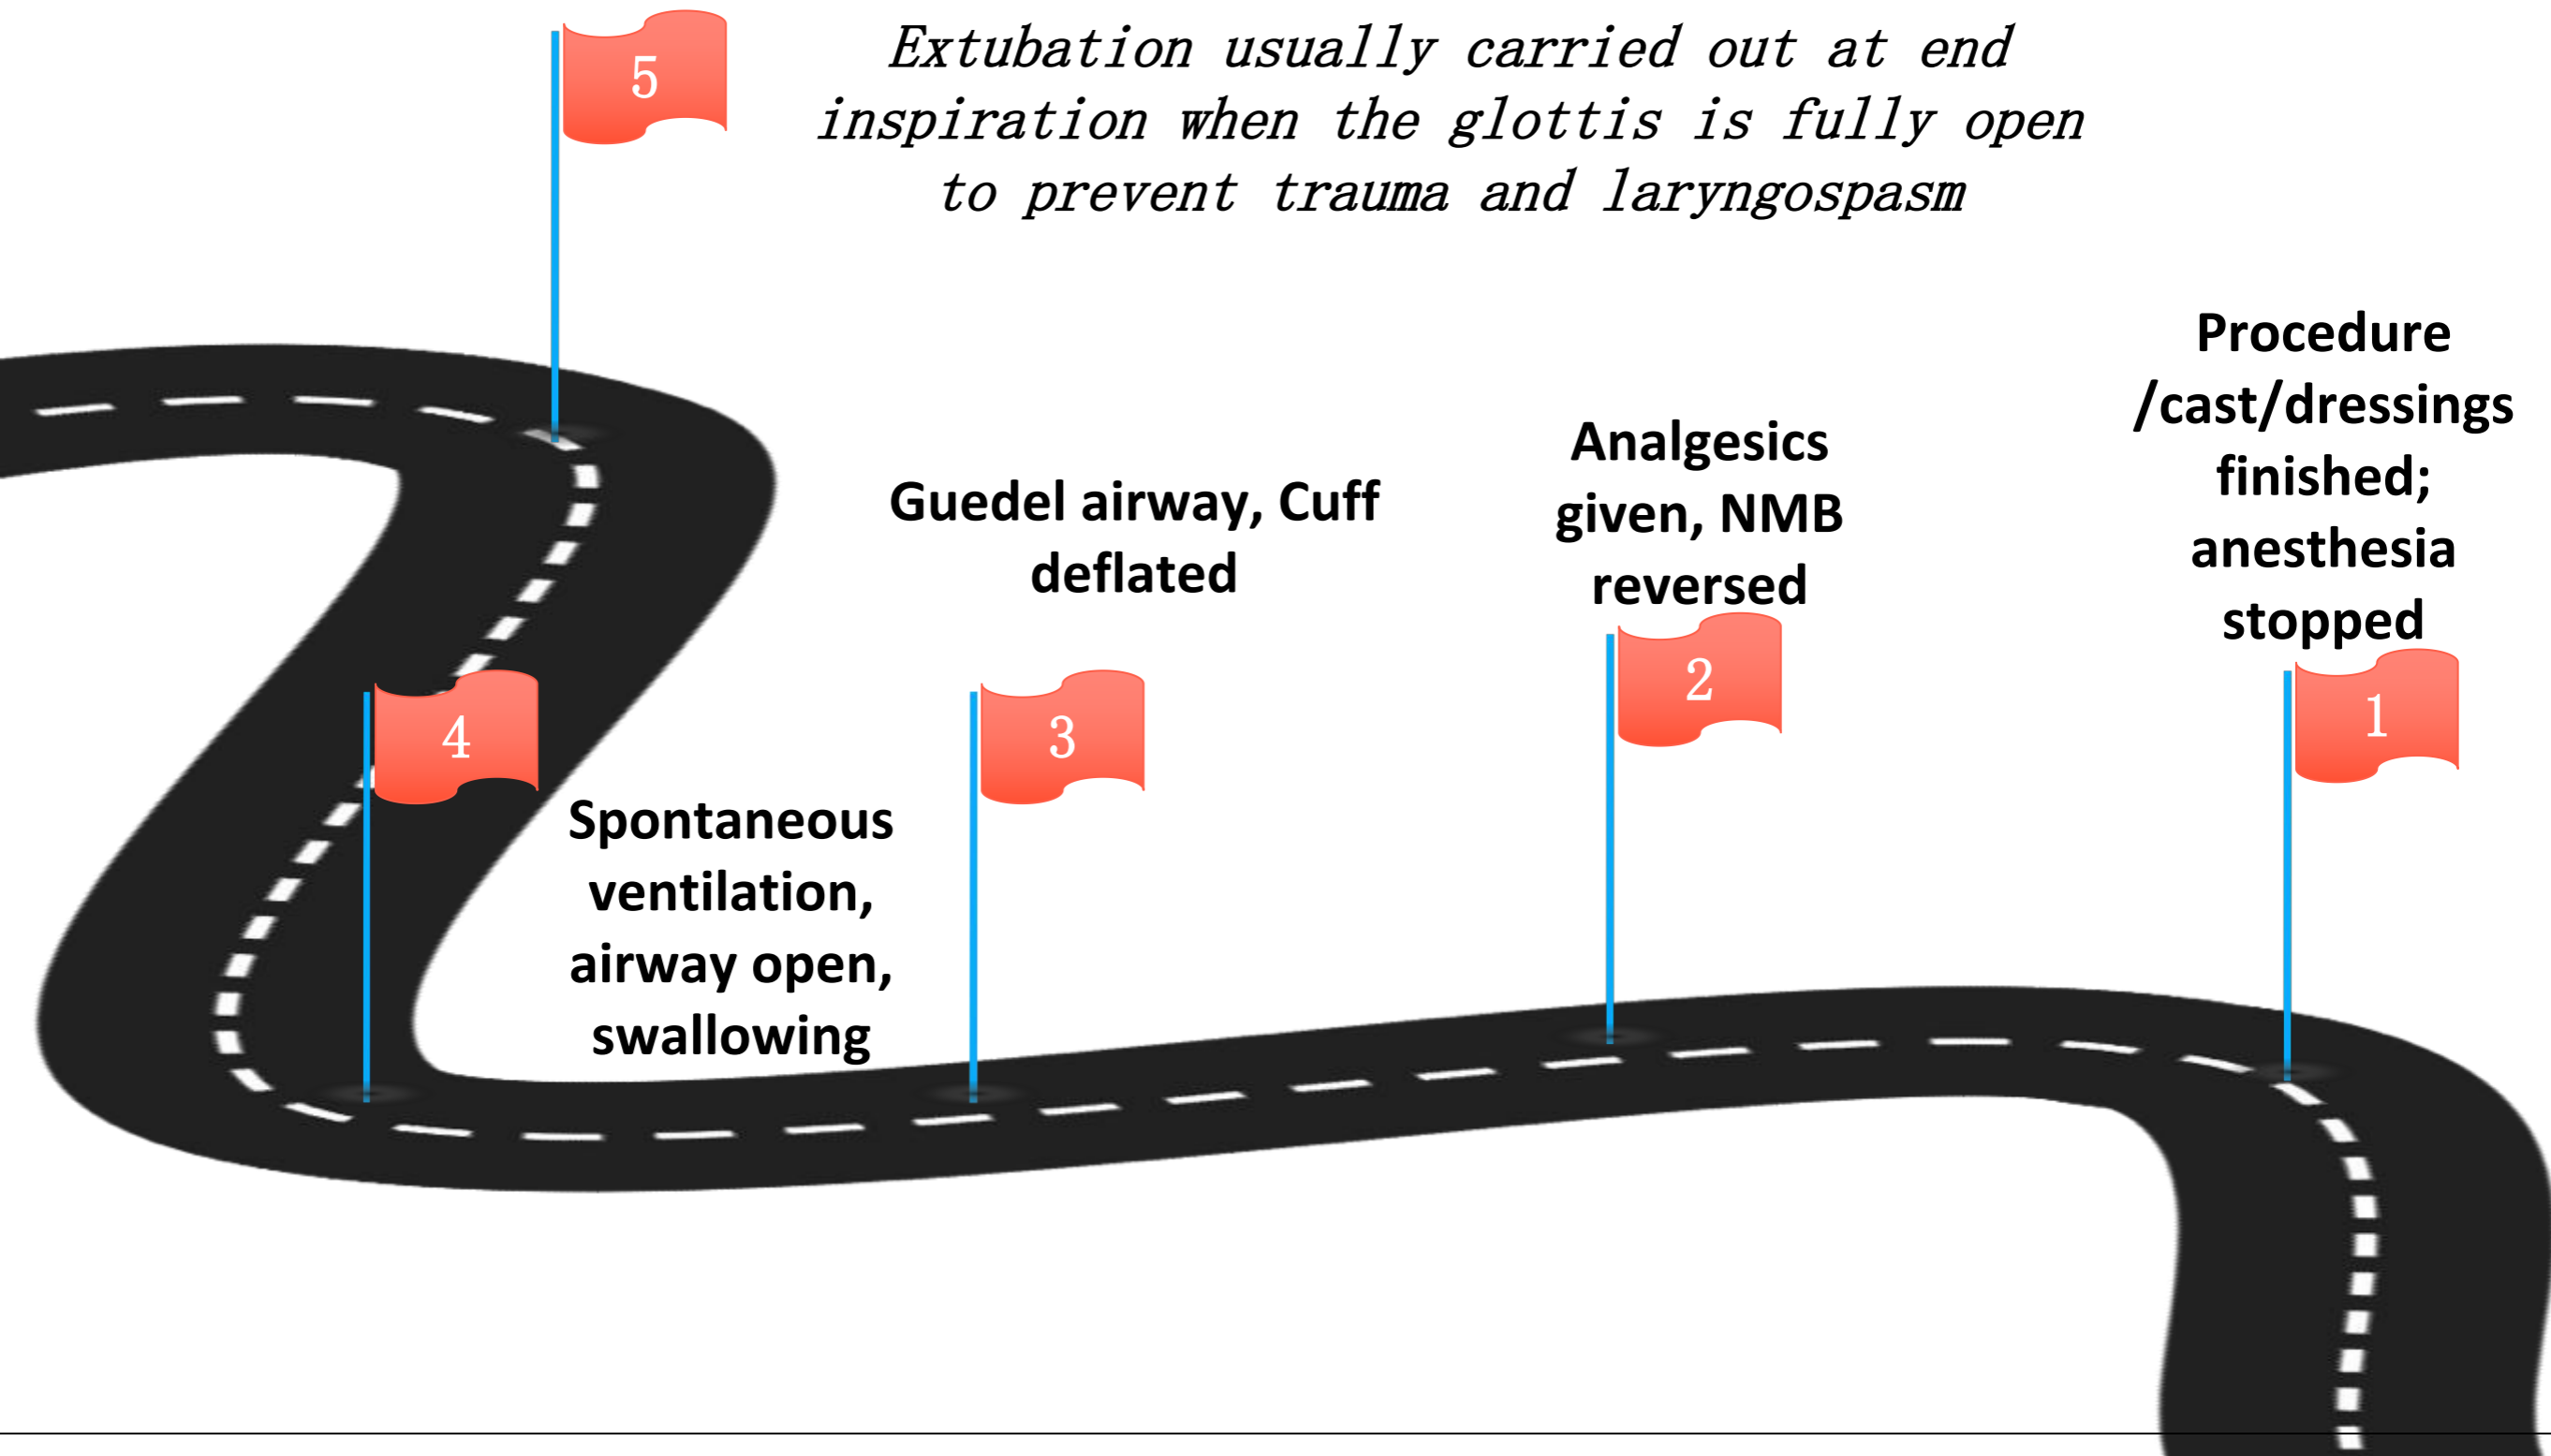 5
Extubation usually carried out at end
inspiration when the glottis is fully open
to prevent trauma and laryngospasm
Procedure
/cast/dressings
finished;
anesthesia
stopped
1
Analgesics
given, NMB
reversed
2
Guedel airway, Cuff
deflated
3
4
Spontaneous
ventilation,
airway open,
swallowing